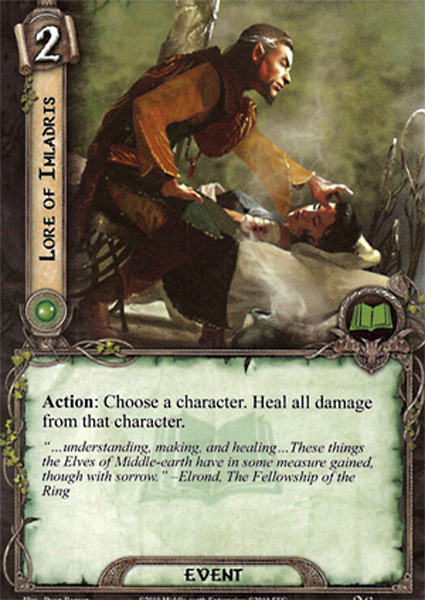 2
LORE OF IMLADRIS
Action: Choose a character. Heal all damage
from that character.
“…understanding, making, and healing…These things
the Elves of Middle-earth have in some measure gained,
though with sorrow.” –Elrond, The Fellowship of the
Ring
EVENT